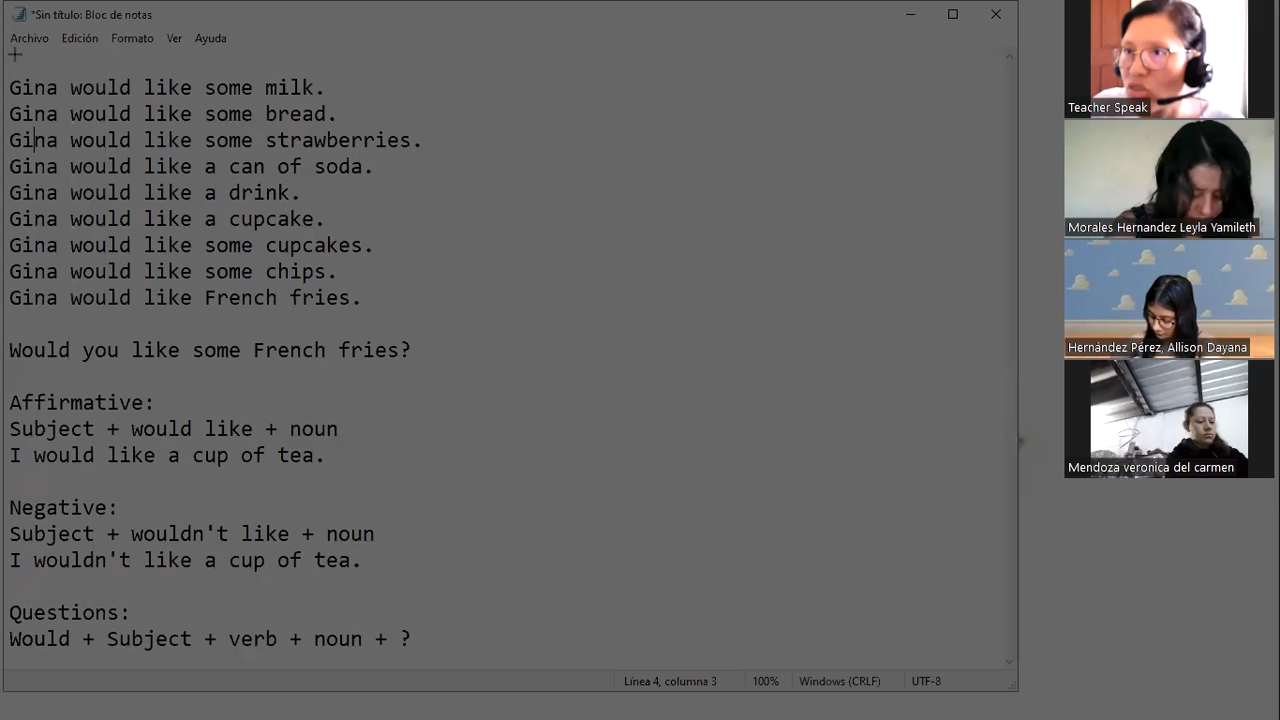 *Sin título: Bloc de notas
Archivo Edición Formato Ver Ayuda
Gina would like some milk.
Gina would like some bread.
Gina would like some strawberries.
Gina would like a can of soda.
Gina would like a drink.
Gina would like a cupcake.
Gina would like some cupcakes.
Gina would like some chips.
Gina would like French fries.
Would you like some French fries?
Affirmative:
Subject + would like + noun
I would like a cup of tea.
Negative:
Subject + wouldn't like + noun
I wouldn't like a cup of tea.
Questions:
Would + Subject + verb + noun + ?
Línea 4, columna 3 100% Windows (CRLF) UTF-8
Teacher Speak
Morales Hernandez Leyla Yamileth
Hernández Pérez, Allison Dayana
Mendoza veronica del carmen